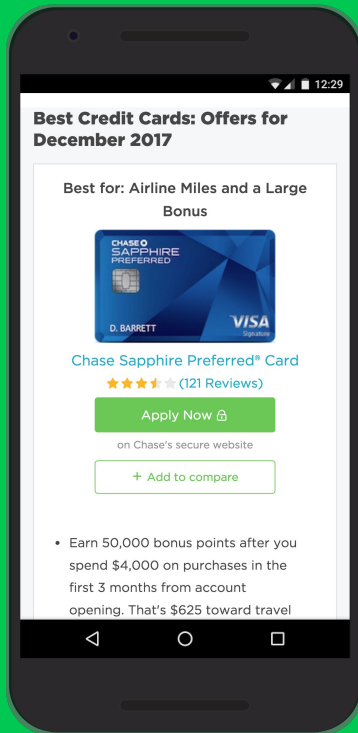 12:29
Best Credit Cards: Offers for
December 2017
Best for: Airline Miles and a Large
Bonus
CHASE
SAPPHIRE
PREFERRED
D. BARRETT
VISA
Signature
Chase Sapphire Preferred® Card
(121 Reviews)
Apply Now
on Chase's secure website
+ Add to compare
• Earn 50,000 bonus points after you
spend $4,000 on purchases in the
first 3 months from account
opening. That's $625 toward travel